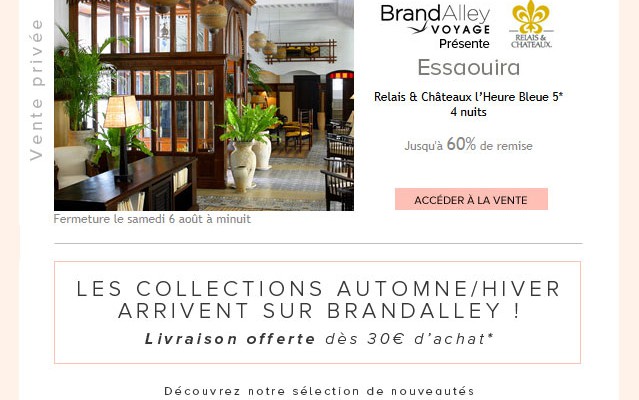 Vente privée
BrandAlley
VOYAGE
RELAIS &
CHATEAUX.
Présente
Essaouira
Relais & Châteaux l'Heure Bleue 5*
4 nuits
Jusqu'à 60% de remise
ACCÉDER À LA VENTE
Fermeture le samedi 6 août à minuit
LES COLLECTIONS AUTOMNE/HIVER
ARRIVENT SUR BRANDALLEY !
Livraison offerte dès 30€ d'achat*
Découvrez notre sélection de nouveautés